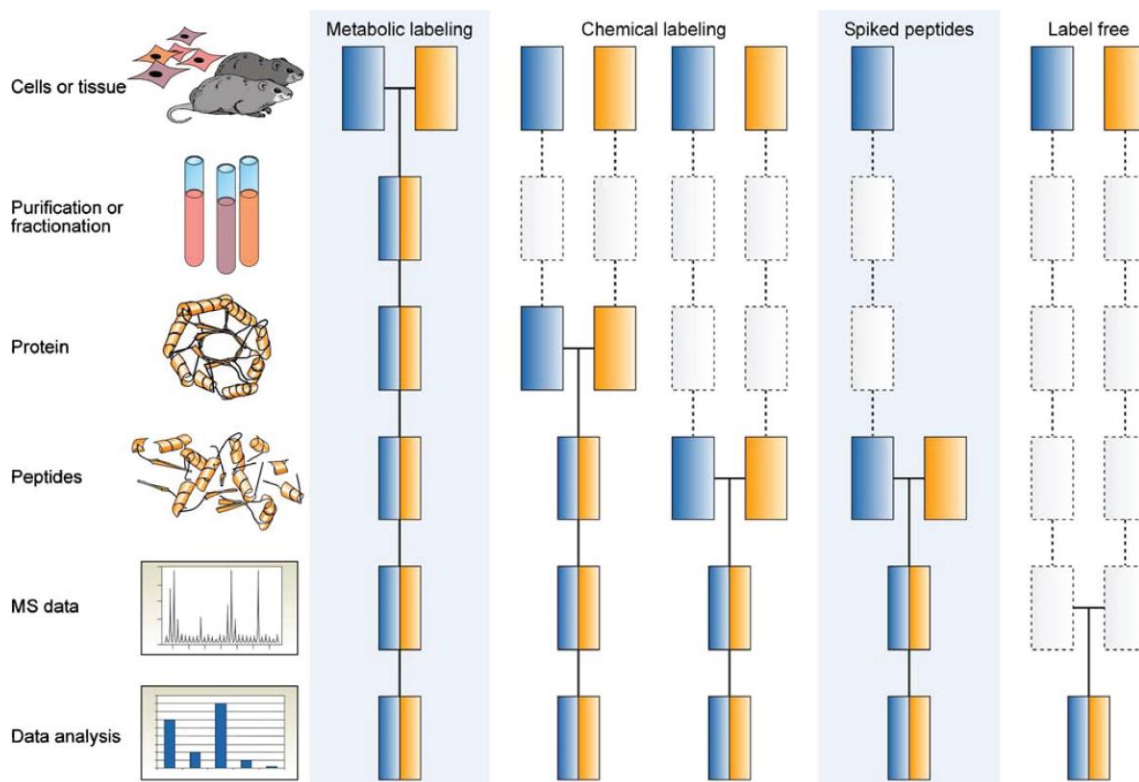 Metabolic labeling
Chemical labeling
Spiked peptides
Label free
Cells or tissue
Purification or
fractionation
Protein
Peptides
MS data
Data analysis